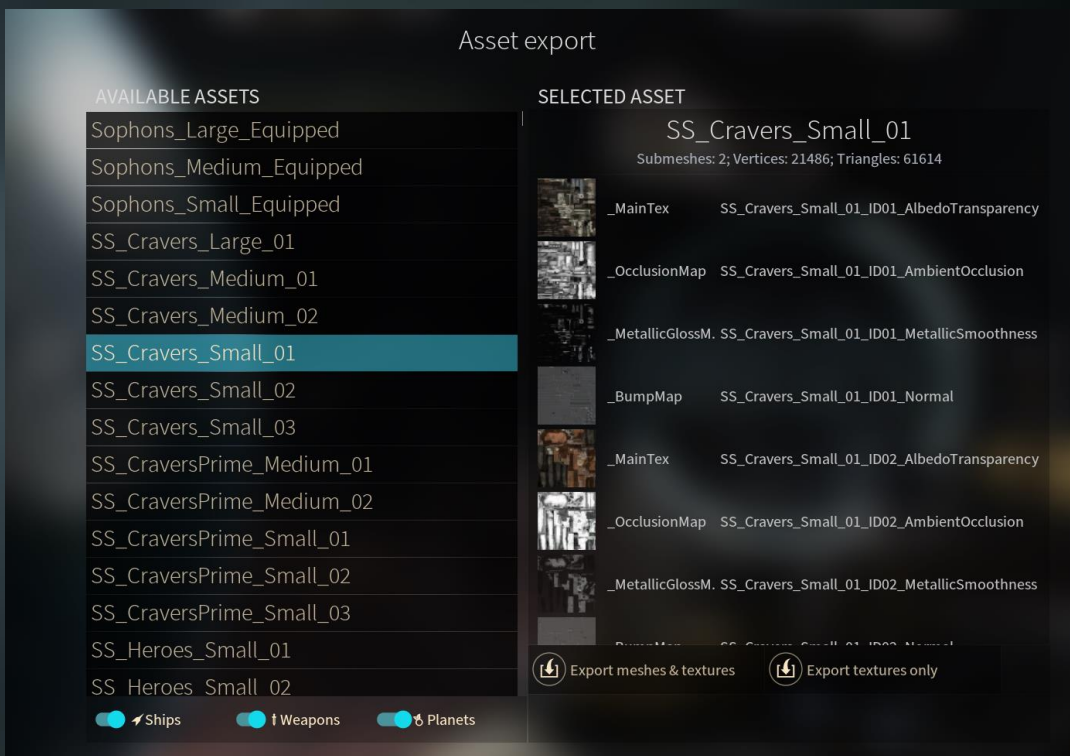 Asset export
AVAILABLE ASSETS
Sophons_Large_Equipped
Sophons_Medium_Equipped
Sophons_Small_Equipped
SS_Cravers_Large_01
SS_Cravers_Medium_01
SS_Cravers_Medium_02
SS_Cravers_Small_01
SS_Cravers_Small_02
SS_Cravers_Small_03
SS_CraversPrime_Medium_01
SS_CraversPrime_Medium_02
SS_CraversPrime_Small_01
SS_CraversPrime_Small_02
SS_CraversPrime_Small_03
SS_Heroes_Small_01
SS_Heroes_Small_02
Ships Weapons Planets
SELECTED ASSET
SS_Cravers_Small_01
Submeshes: 2; Vertices: 21486; Triangles: 61614
_MainTex SS_Cravers_Small_01_ID01_AlbedoTransparency
_OcclusionMap SS_Cravers_Small_01_ID01_AmbientOcclusion
_MetallicGlossM. SS_Cravers_Small_01_ID01_MetallicSmoothness
_BumpMap SS_Cravers_Small_01_ID01_Normal
_MainTex SS_Cravers_Small_01_ID02_AlbedoTransparency
_OcclusionMap SS_Cravers_Small_01_ID02_AmbientOcclusion
_MetallicGlossM. SS_Cravers_Small_01_ID02_MetallicSmoothness
_BumpMap SS_Cravers_Small_01_ID02_Normal
Export meshes & textures Export textures only